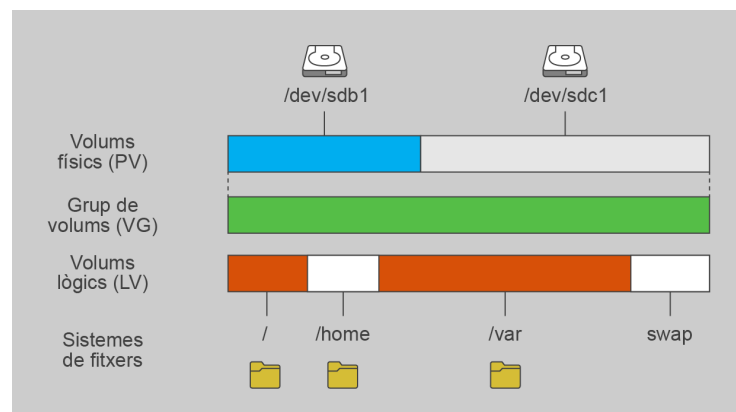 /dev/sdb1
/dev/sdc1
Volums
físics (PV)
Grup de
volums (VG)
Volums
lògics (LV)
Sistemes
de fitxers
/
/home
/var
swap